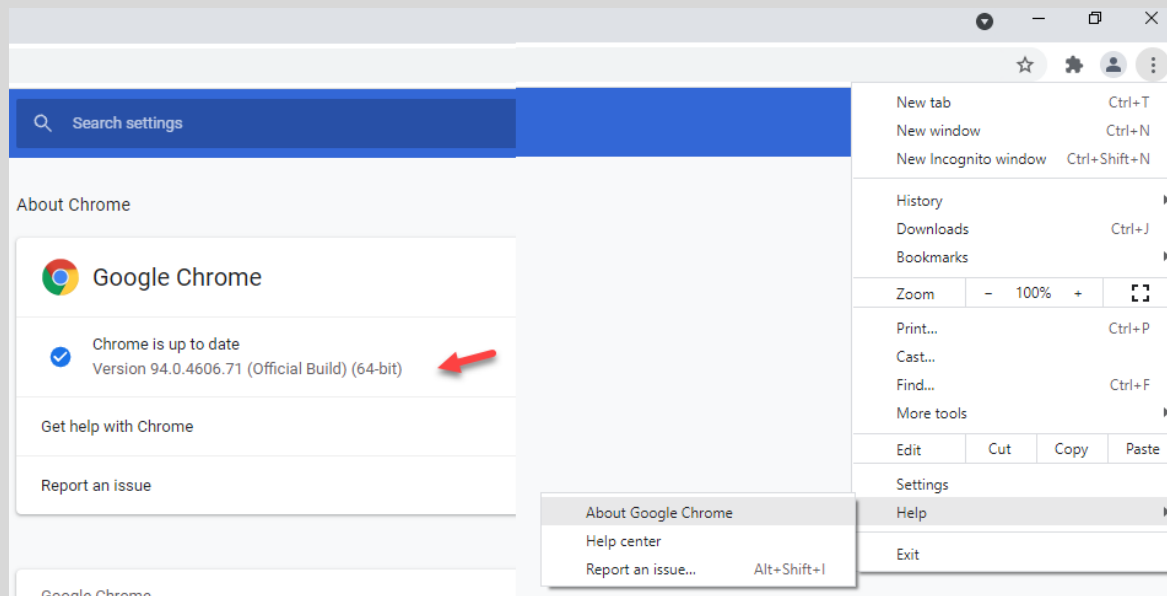 Search settings
About Chrome
Google Chrome
Chrome is up to date
Version 94.0.4606.71 (Official Build) (64-bit)
Get help with Chrome
Report an issue
Google Chrome
New tab Ctrl+T
New window Ctrl+N
New Incognito window Ctrl+Shift+N
History
Downloads Ctrl+J
Bookmarks
Zoom - 100% +
Print... Ctrl+P
Cast...
Find... Ctrl+F
More tools
Edit Cut Copy Paste
Settings
Help
Exit
About Google Chrome
Help center
Report an issue... Alt+Shift+I